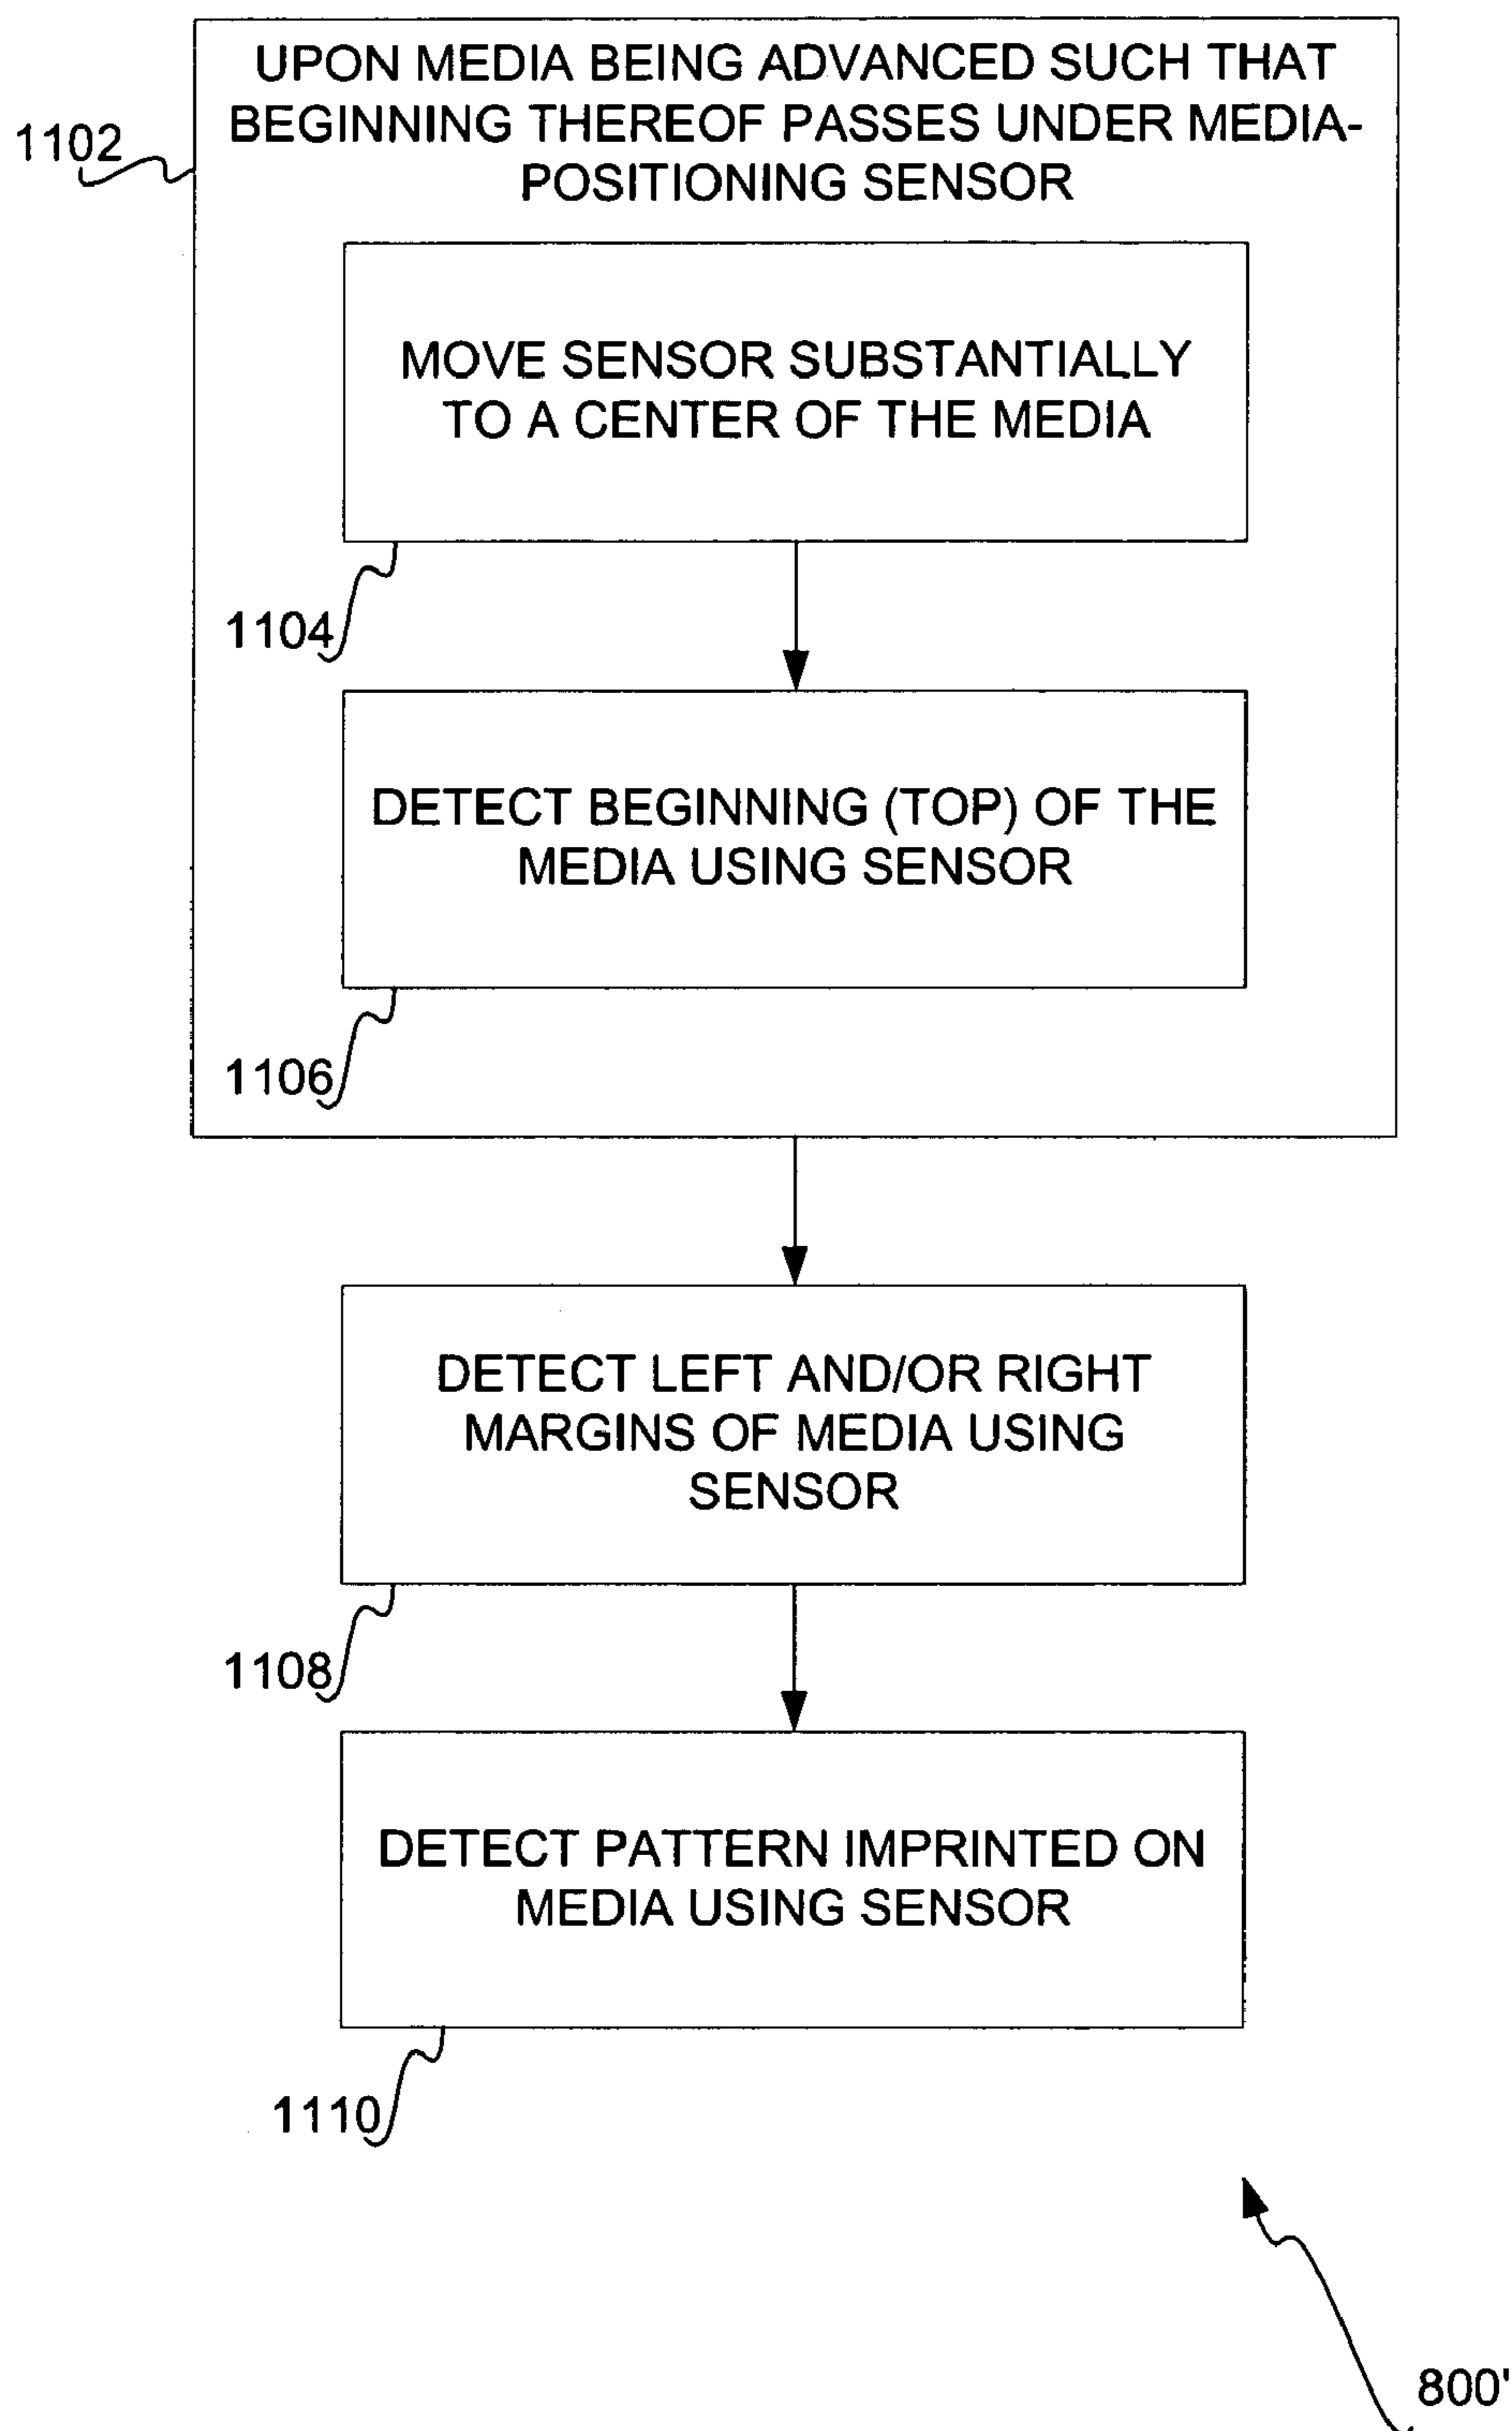 UPON MEDIA BEING ADVANCED SUCH THAT
BEGINNING THEREOF PASSES UNDER MEDIA-
POSITIONING SENSOR
1102
MOVE SENSOR SUBSTANTIALLY
TO A CENTER OF THE MEDIA
1104
DETECT BEGINNING (TOP) OF THE
MEDIA USING SENSOR
1106
DETECT LEFT AND/OR RIGHT
MARGINS OF MEDIA USING
SENSOR
1108
DETECT PATTERN IMPRINTED ON
MEDIA USING SENSOR
1110
800'